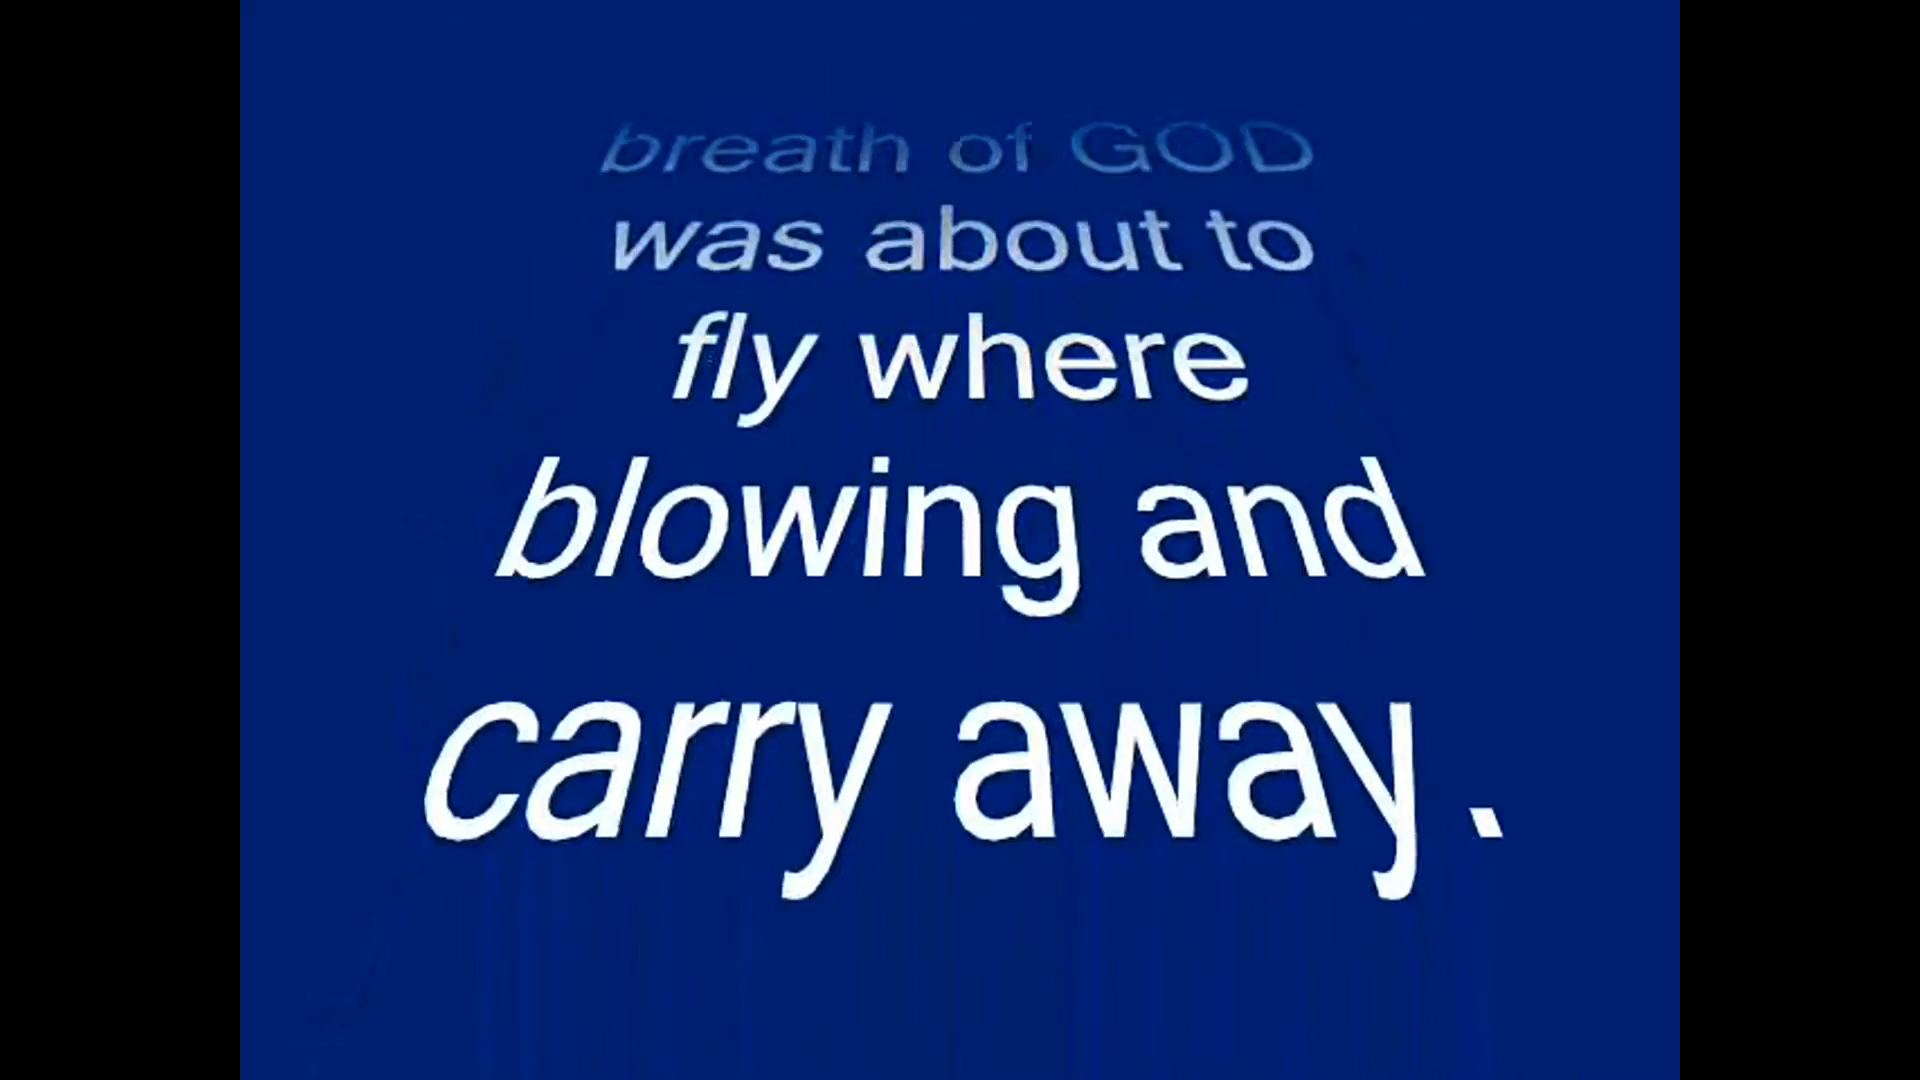 breath of GOD
was about to
fly where
blowing and
carry away.